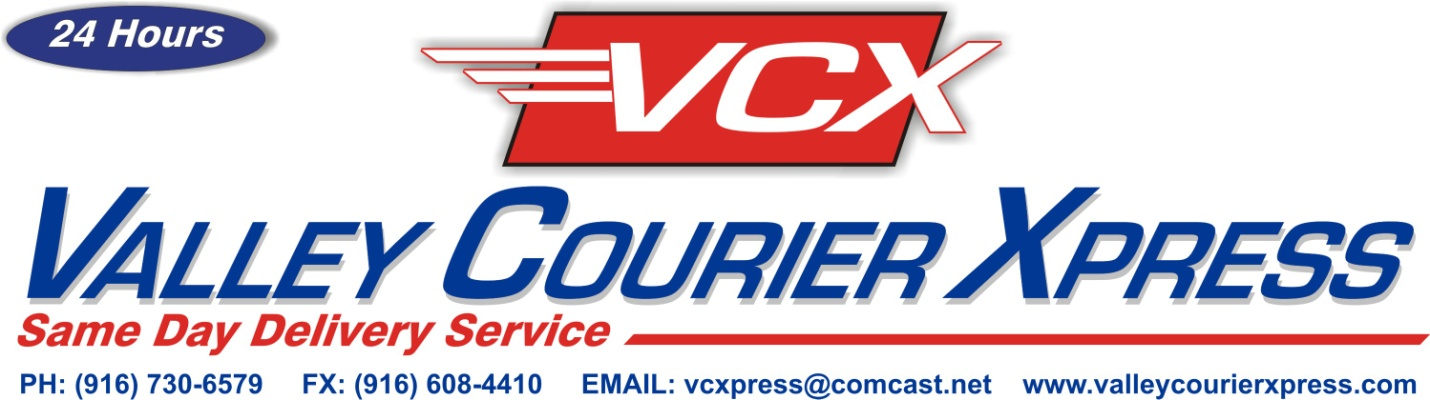 24 Hours
VCX
VALLEY COURIER XPRESS
Same Day Delivery Service
PH: (916) 730-6579 FX: (916) 608-4410 EMAIL: vcxpress@comcast.net www.valleycourierxpress.com